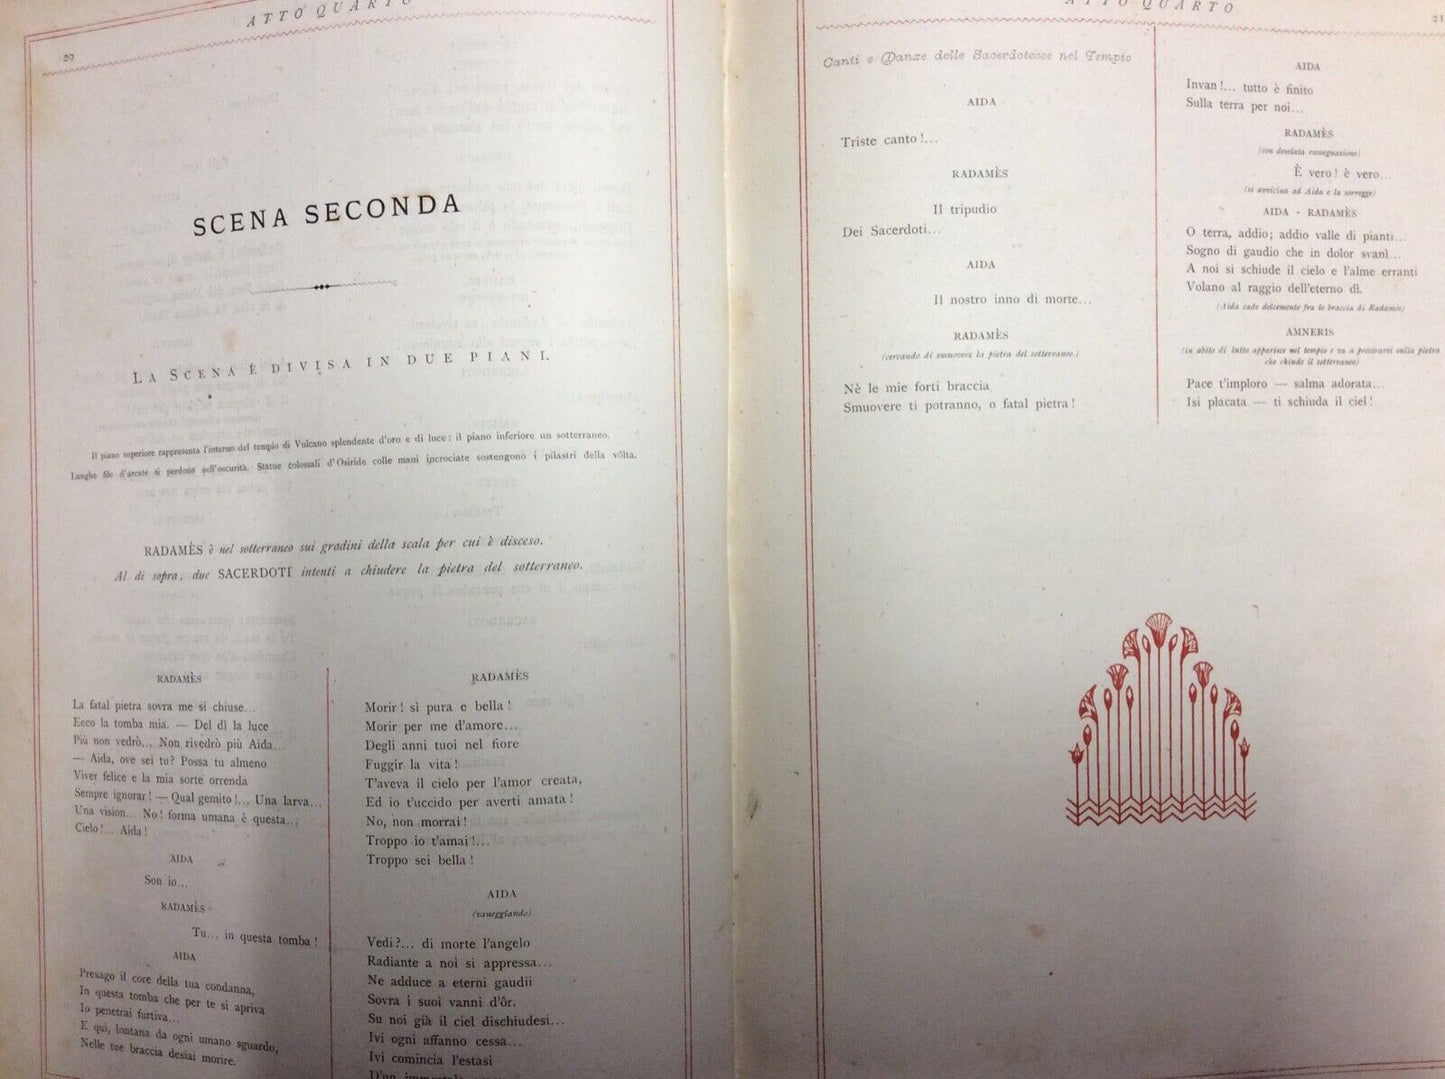 ATTO QUARTO
20
SCENA SECONDA
LA SCENA È DIVISA IN DUE PIANI.
Il piano superiore rappresenta l'interno del tempio di Vulcano splendente d'oro e di luce: il piano inferiore un sotterraneo.
Lunghe file d'arcate si perdono nell'oscurità. Statue colossali d'Osiride colle mani incrociate sostengono i pilastri della vôlta.
RADAMÈS è nel sotterraneo sui gradini della scala per cui è disceso.
Al di sopra, due SACERDOTI intenti a chiudere la pietra del sotterraneo.
RADAMÈS
La fatal pietra sovra me si chiuse...
Ecco la tomba mia. — Del dì la luce
Più non vedrò... Non rivedrò più Aida...
— Aida, ove sei tu? Possa tu almeno
Viver felice e la mia sorte orrenda
Sempre ignorar! — Qual gemito!... Una larva...
Una vision... No! forma umana è questa...
Cielo!... Aida!
AIDA
Son io...
RADAMÈS
Tu... in questa tomba!
AIDA
Presago il core della tua condanna,
In questa tomba che per te si apriva
Io penetrai furtiva...
E qui, lontana da ogni umano sguardo,
Nelle tue braccia desiai morire.
RADAMÈS
Morir! sì pura e bella!
Morir per me d'amore...
Degli anni tuoi nel fiore
Fuggir la vita!
T'aveva il cielo per l'amor creata,
Ed io t'uccido per averti amata!
No, non morrai!
Troppo io t'amai!...
Troppo sei bella!
AIDA
(vaneggiando)
Vedi?... di morte l'angelo
Radiante a noi si appressa...
Ne adduce a eterni gaudii
Sovra i suoi vanni d'ôr.
Su noi già il ciel dischiudesi...
Ivi ogni affanno cessa...
Ivi comincia l'estasi
D'un
ATTO QUARTO
21
Canti e Danze delle Sacerdotesse nel Tempio
AIDA
Triste canto!...
RADAMÈS
Il tripudio
Dei Sacerdoti...
AIDA
Il nostro inno di morte...
RADAMÈS
(cercando di smuovere la pietra del sotterraneo.)
Nè le mie forti braccia
Smuovere ti potranno, o fatal pietra!
AIDA
Invan!... tutto è finito
Sulla terra per noi...
RADAMÈS
(con desolata rassegnazione)
È vero! è vero...
(si avvicina ad Aida e la sorregge)
AIDA - RADAMÈS
O terra, addio; addio valle di pianti...
Sogno di gaudio che in dolor svanì...
A noi si schiude il cielo e l'alme erranti
Volano al raggio dell'eterno dì.
(Aida cade dolcemente fra le braccia di Radamès)
AMNERIS
(in abito di lutto apparisce nel tempio e va a prostrarsi sulla pietra
che chiude il sotterraneo)
Pace t'imploro — salma adorata...
Isi placata — ti schiuda il ciel!